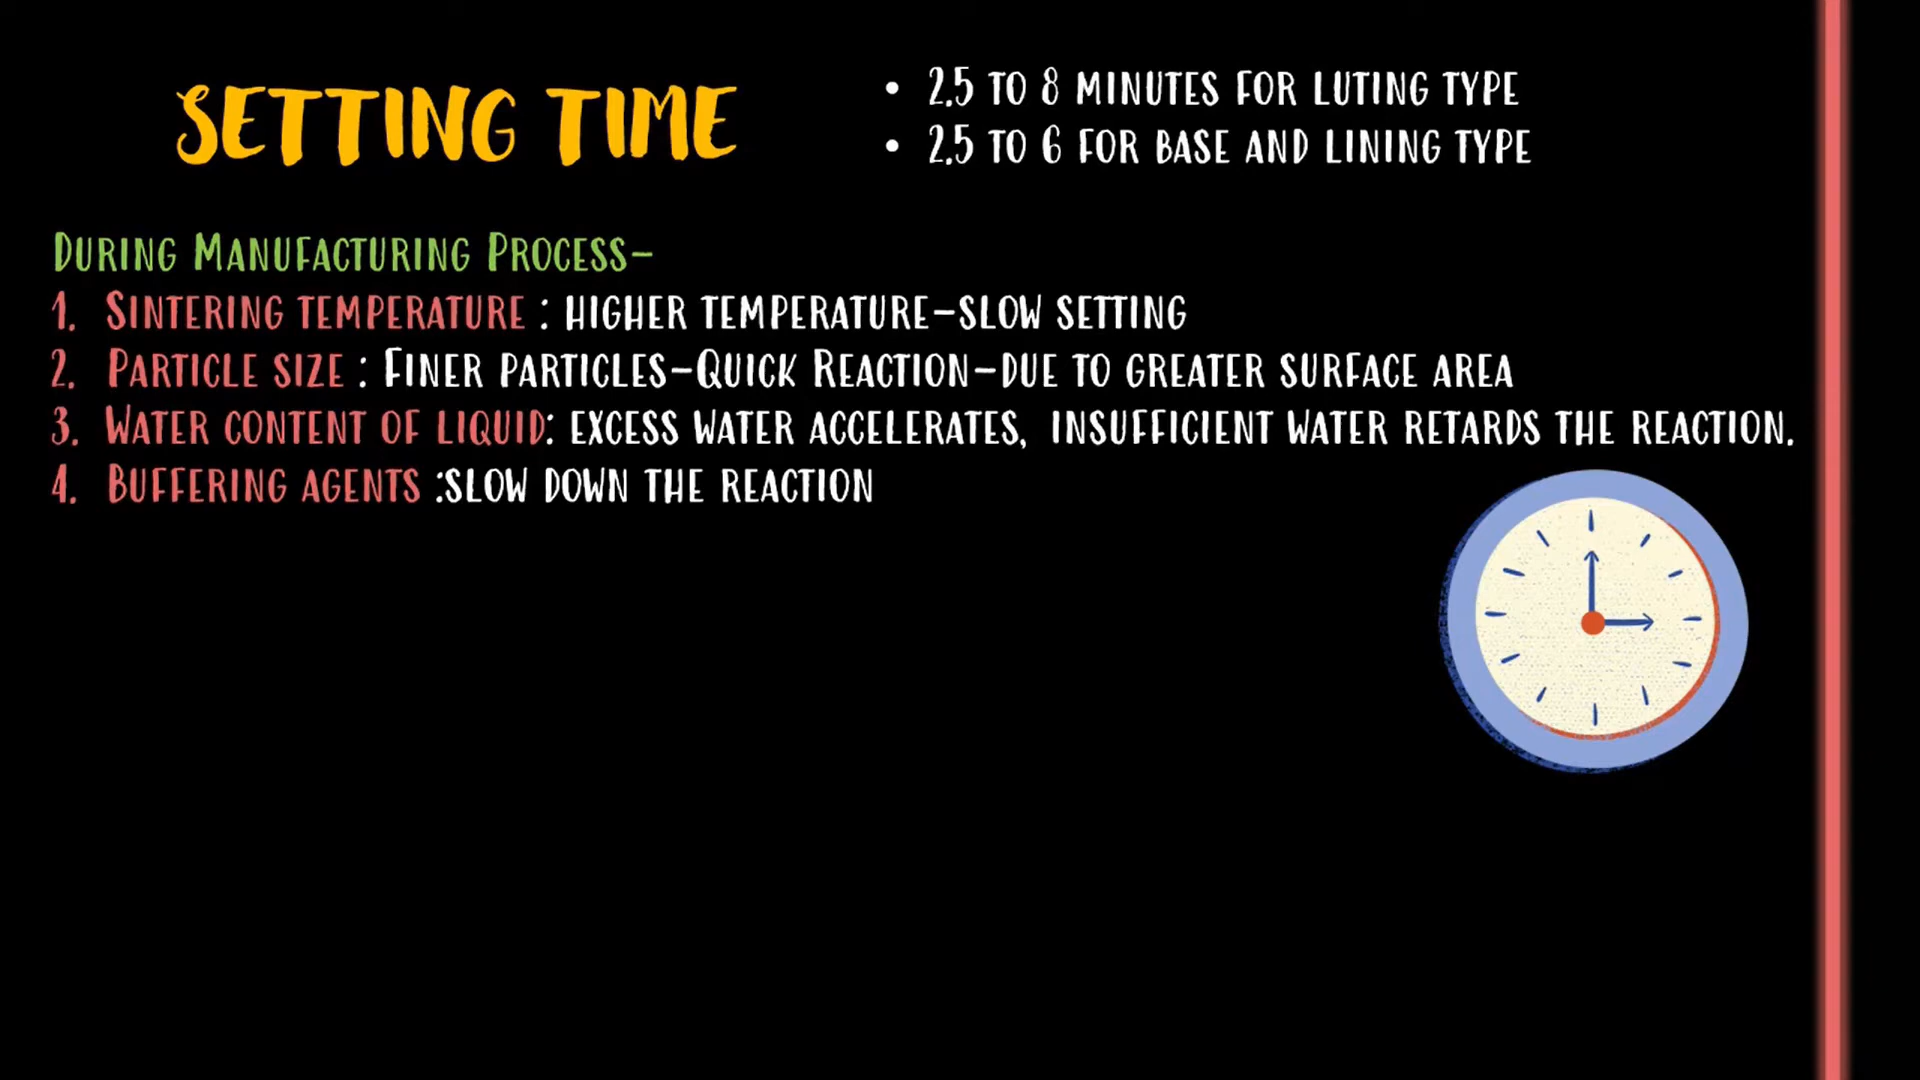 SETTING TIME
• 2.5 TO 8 MINUTES FOR LUTING TYPE
• 2.5 TO 6 FOR BASE AND LINING TYPE
DURING MANUFACTURING PROCESS-
1. SINTERING TEMPERATURE : HIGHER TEMPERATURE-SLOW SETTING
2. PARTICLE SIZE : FINER PARTICLES-QUICK REACTION-DUE TO GREATER SURFACE AREA
3. WATER CONTENT OF LIQUID: EXCESS WATER ACCELERATES, INSUFFICIENT WATER RETARDS THE REACTION.
4. BUFFERING AGENTS :SLOW DOWN THE REACTION